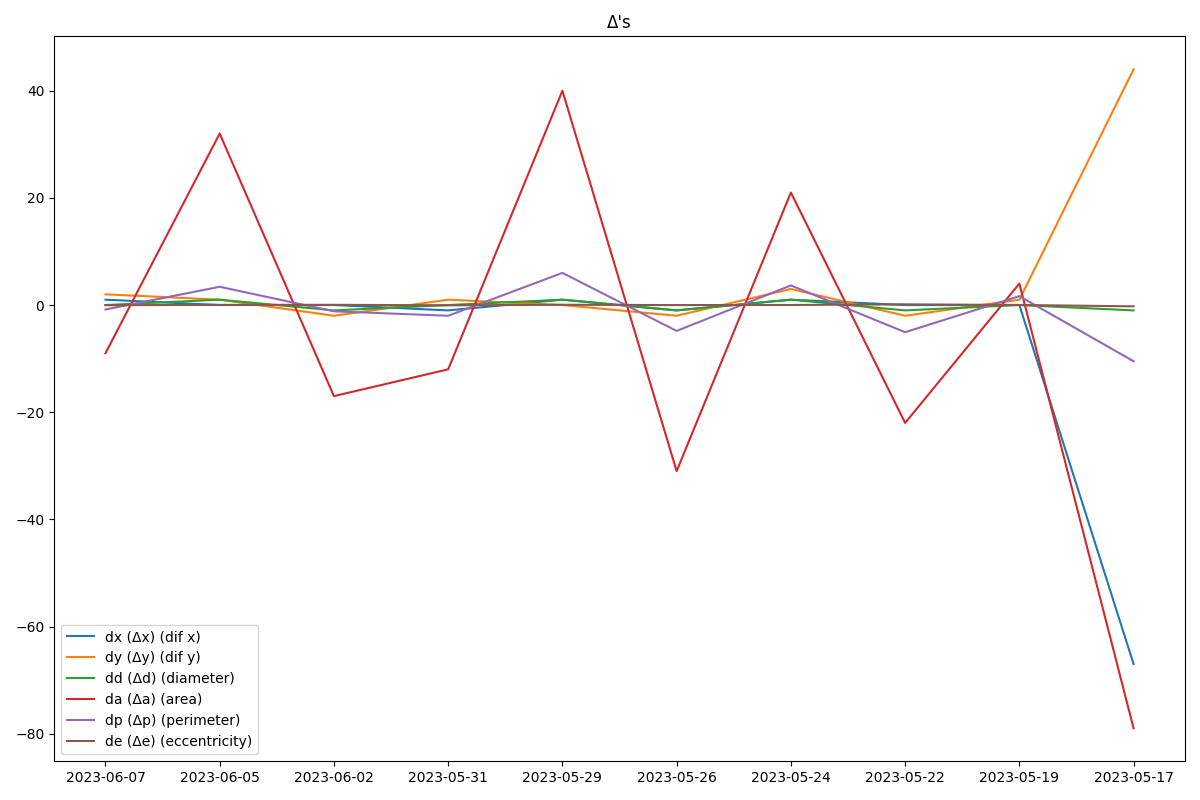 Δ's
40
20
0
−20
−40
−60
−80
dx (Δx) (dif x)
dy (Δy) (dif y)
dd (Δd) (diameter)
da (Δa) (area)
dp (Δp) (perimeter)
de (Δe) (eccentricity)
2023-06-07 2023-06-05 2023-06-02 2023-05-31 2023-05-29 2023-05-26 2023-05-24 2023-05-22 2023-05-19 2023-05-17